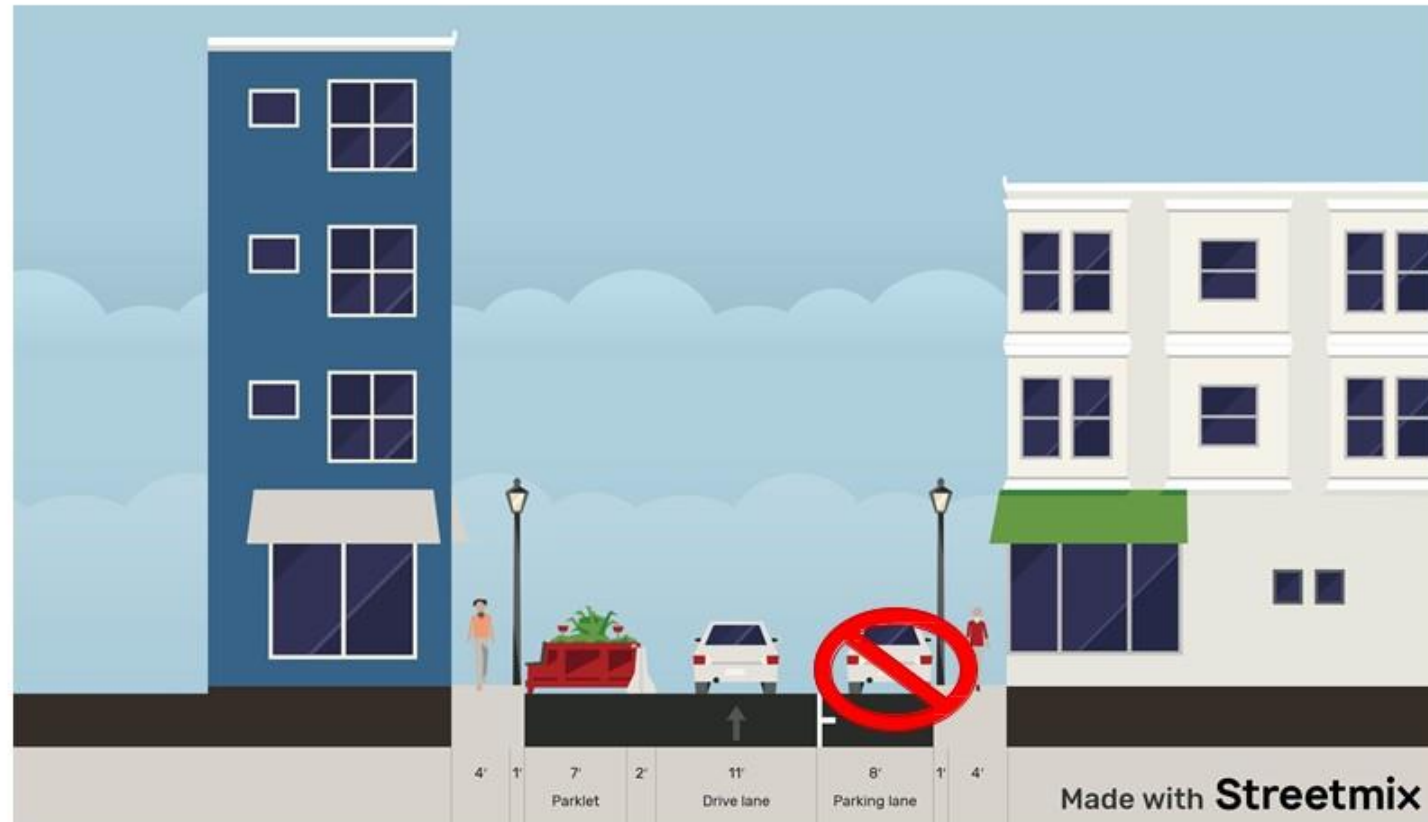 4' 1' 7' 2' 11' 8' 1' 4'
Parklet Drive lane Parking lane
Made with Streetmix